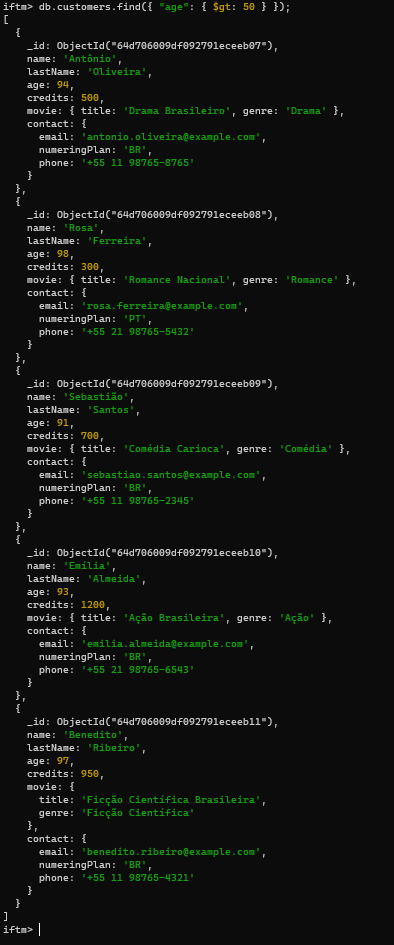 iftm> db.customers.find({ "age": { $gt: 50 } });
[
  {
    _id: ObjectId("64d706009df092791eceeb07"),
    name: 'Antônio',
    lastName: 'Oliveira',
    age: 94,
    credits: 500,
    movie: { title: 'Drama Brasileiro', genre: 'Drama' },
    contact: {
      email: 'antonio.oliveira@example.com',
      numeringPlan: 'BR',
      phone: '+55 11 98765-8765'
    }
  },
  {
    _id: ObjectId("64d706009df092791eceeb08"),
    name: 'Rosa',
    lastName: 'Ferreira',
    age: 98,
    credits: 300,
    movie: { title: 'Romance Nacional', genre: 'Romance' },
    contact: {
      email: 'rosa.ferreira@example.com',
      numeringPlan: 'PT',
      phone: '+55 21 98765-5432'
    }
  },
  {
    _id: ObjectId("64d706009df092791eceeb09"),
    name: 'Sebastião',
    lastName: 'Santos',
    age: 91,
    credits: 700,
    movie: { title: 'Comédia Carioca', genre: 'Comédia' },
    contact: {
      email: 'sebastiao.santos@example.com',
      numeringPlan: 'BR',
      phone: '+55 11 98765-2345'
    }
  },
  {
    _id: ObjectId("64d706009df092791eceeb10"),
    name: 'Emília',
    lastName: 'Almeida',
    age: 93,
    credits: 1200,
    movie: { title: 'Ação Brasileira', genre: 'Ação' },
    contact: {
      email: 'emilia.almeida@example.com',
      numeringPlan: 'BR',
      phone: '+55 21 98765-6543'
    }
  },
  {
    _id: ObjectId("64d706009df092791eceeb11"),
    name: 'Benedito',
    lastName: 'Ribeiro',
    age: 97,
    credits: 950,
    movie: {
      title: 'Ficção Científica Brasileira',
      genre: 'Ficção Científica'
    },
    contact: {
      email: 'benedito.ribeiro@example.com',
      numeringPlan: 'BR',
      phone: '+55 11 98765-4321'
    }
  }
]
iftm>